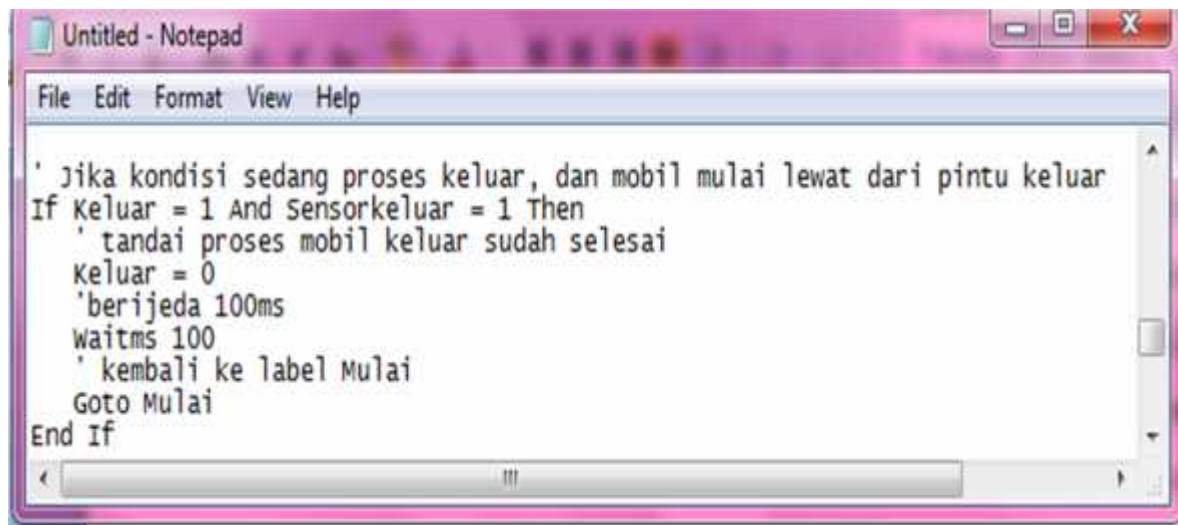 Untitled - Notepad
File Edit Format View Help
' Jika kondisi sedang proses keluar, dan mobil mulai lewat dari pintu keluar
If Keluar = 1 And Sensorkeluar = 1 Then
' tandai proses mobil keluar sudah selesai
Keluar = 0
'berijeda 100ms
Waitms 100
' kembali ke label Mulai
Goto Mulai
End If